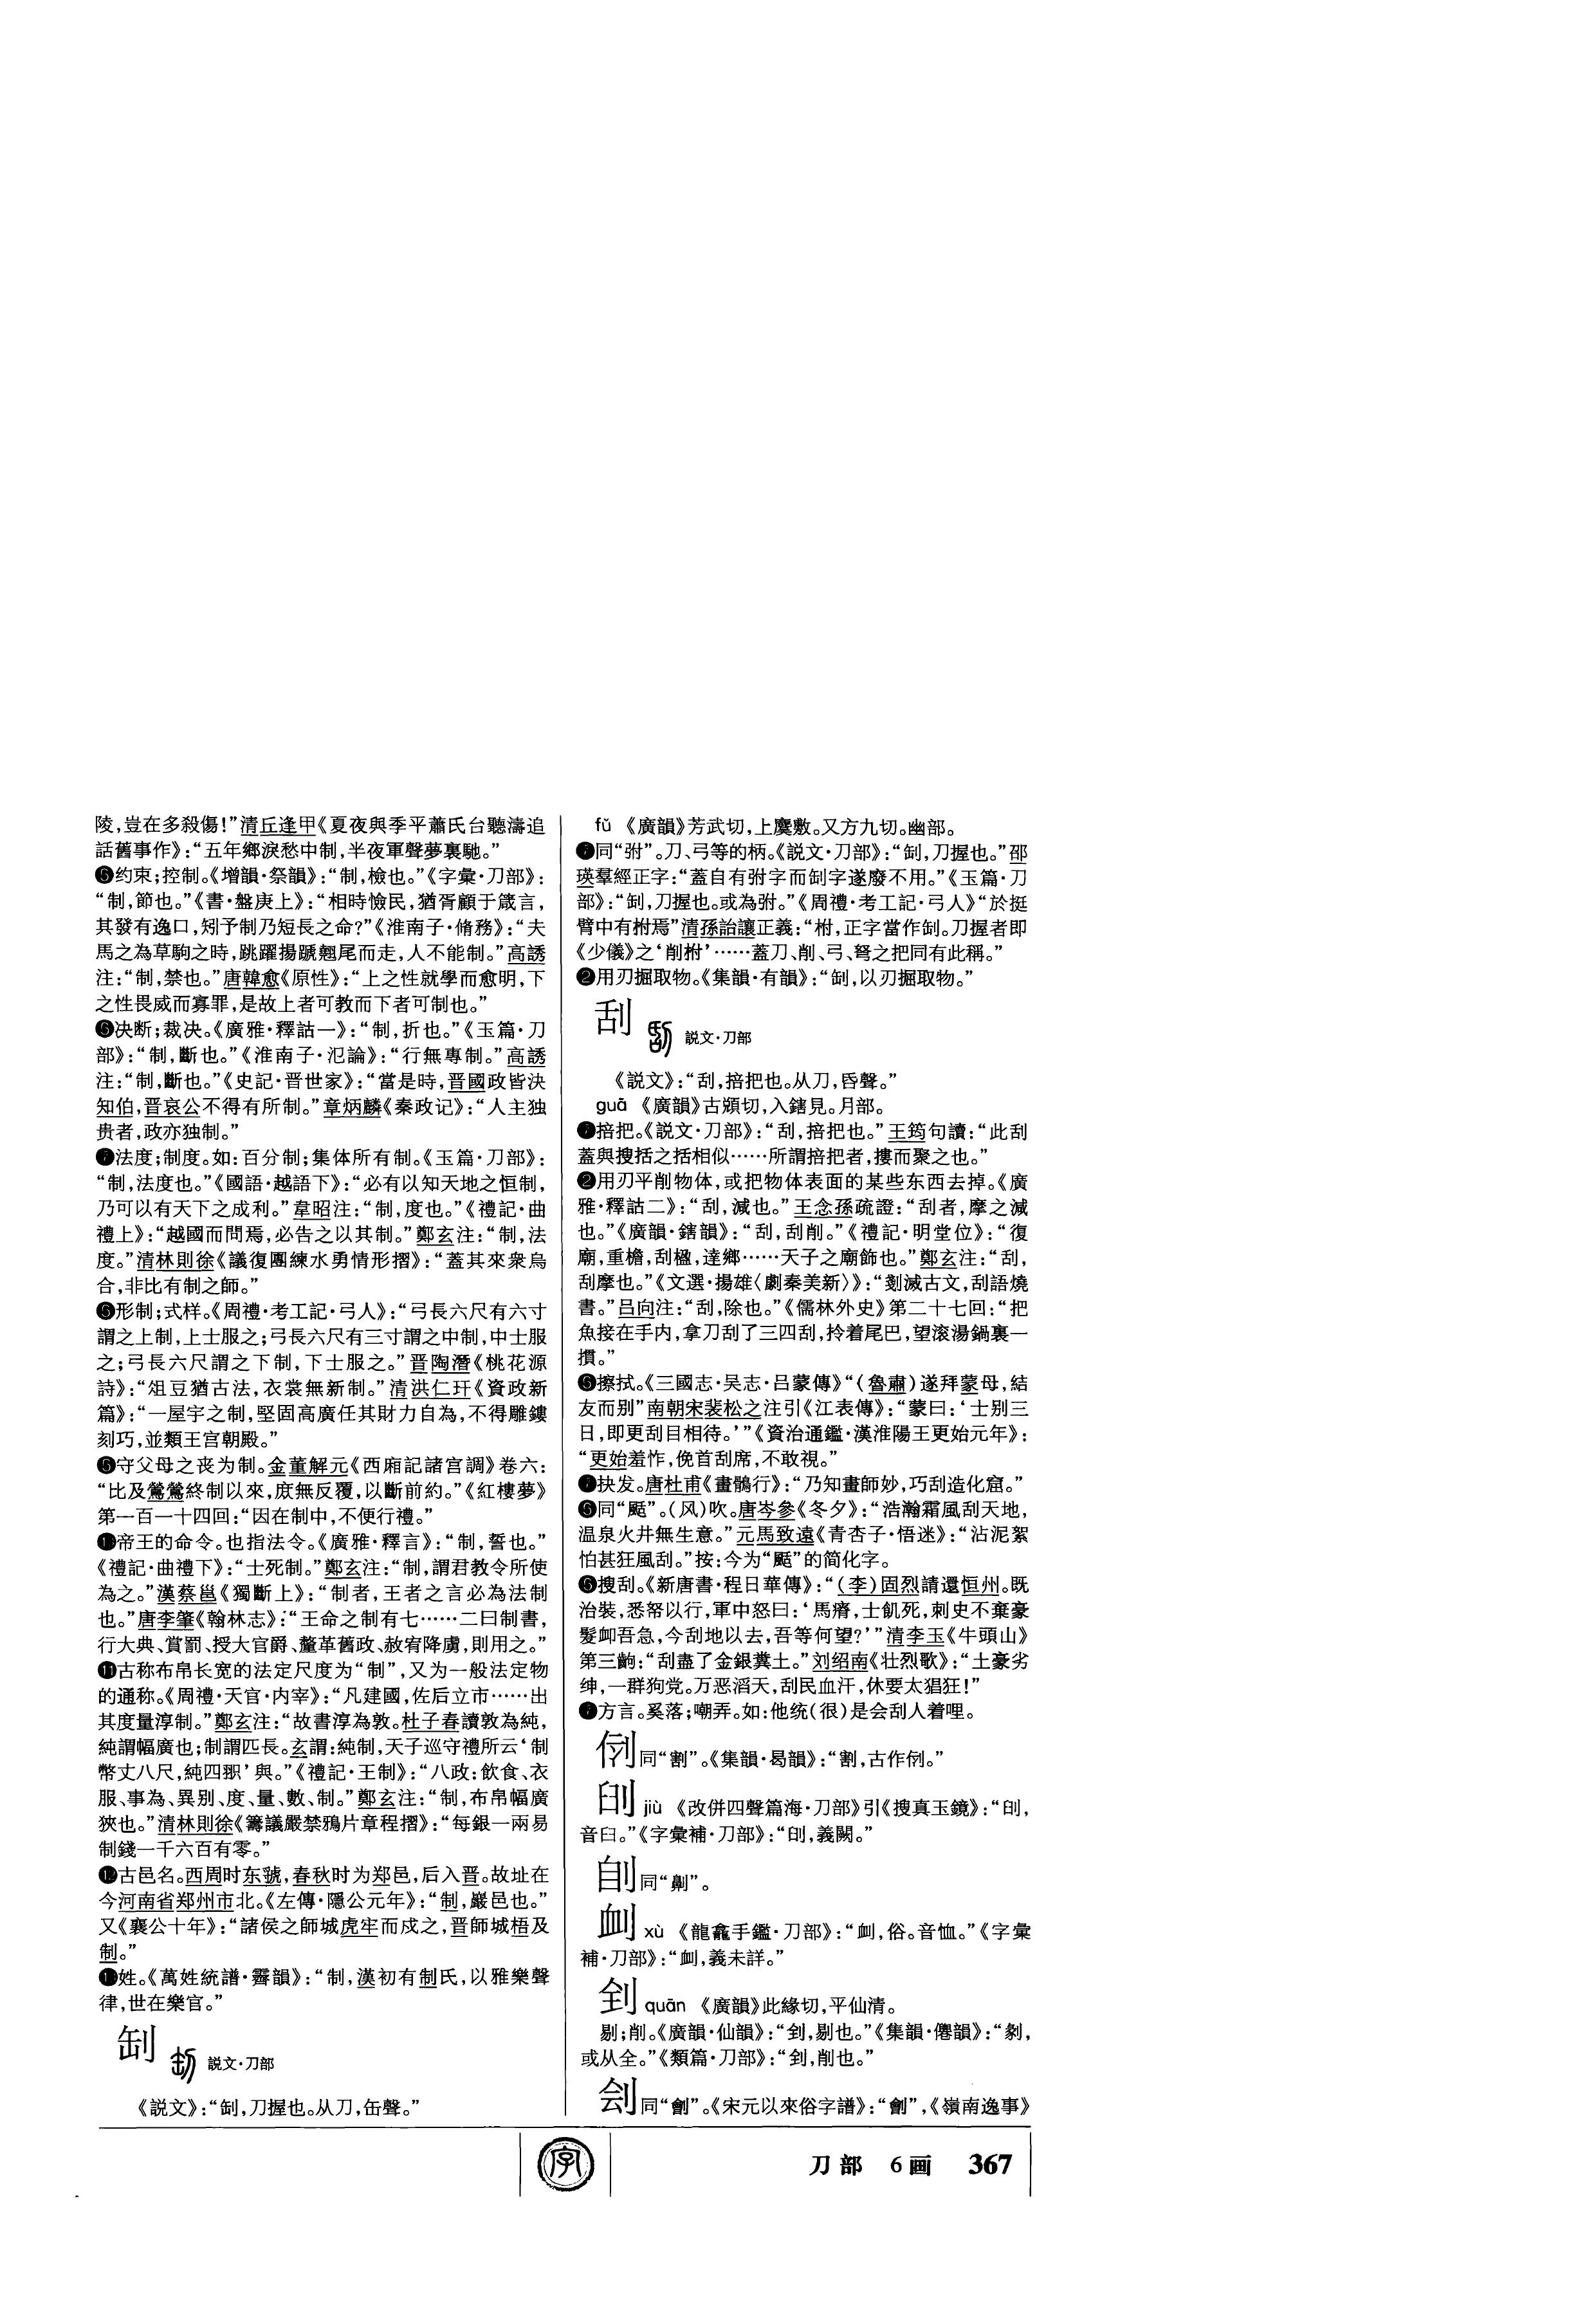 陵，豈在多殺傷！”清丘逢甲《夏夜與季平蕭氏台聽濤追
話舊事作》：“五年鄉淚愁中制，半夜軍聲夢裏馳。”
❺约束；控制。《增韻·祭韻》：“制，檢也。”《字彙·刀部》：
“制，節也。”《書·盤庚上》：“相時憸民，猶胥顧于箴言，
其發有逸口，矧予制乃短長之命？”《淮南子·脩務》：“夫
馬之為草駒之時，跳躍揚蹏翹尾而走，人不能制。”高誘
注：“制，禁也。”唐韓愈《原性》：“上之性就學而愈明，下
之性畏威而寡罪，是故上者可教而下者可制也。”
❻决断；裁决。《廣雅·釋詁一》：“制，折也。”《玉篇·刀
部》：“制，斷也。”《淮南子·氾論》：“行無專制。”高誘
注：“制，斷也。”《史記·晋世家》：“當是時，晋國政皆決
知伯，晋哀公不得有所制。”章炳麟《秦政记》：“人主独
贵者，政亦独制。”
❼法度；制度。如：百分制；集体所有制。《玉篇·刀部》：
“制，法度也。”《國語·越語下》：“必有以知天地之恒制，
乃可以有天下之成利。”韋昭注：“制，度也。”《禮記·曲
禮上》：“越國而問焉，必告之以其制。”鄭玄注：“制，法
度。”清林則徐《議復團練水勇情形摺》：“蓋其來衆烏
合，非比有制之師。”
形制；式样。《周禮·考工記·弓人》：“弓長六尺有六寸
謂之上制，上士服之；弓長六尺有三寸謂之中制，中士服
之；弓長六尺謂之下制，下士服之。”晋陶潛《桃花源
詩》：“俎豆猶古法，衣裳無新制。”清洪仁玕《資政新
篇》：“一屋宇之制，堅固高廣任其財力自為，不得雕鏤
刻巧，並類王宫朝殿。”
守父母之丧为制。金董解元《西廂記諸宫調》卷六：
“比及鶯鶯終制以來，庶無反覆，以斷前約。”《紅樓夢》
第一百一十四回：“因在制中，不便行禮。”
帝王的命令。也指法令。《廣雅·釋言》：“制，誓也。”
《禮記·曲禮下》：“士死制。”鄭玄注：“制，謂君教令所使
為之。”漢蔡邕《獨斷上》：“制者，王者之言必為法制
也。”唐李肇《翰林志》：“王命之制有七……二曰制書，
行大典、賞罰、授大官爵、釐革舊政、赦宥降虜，則用之。”
⓫古称布帛长宽的法定尺度为“制”，又为一般法定物
的通称。《周禮·天官·内宰》：“凡建國，佐后立市……出
其度量淳制。”鄭玄注：“故書淳為敦。杜子春讀敦為純，
純謂幅廣也；制謂匹長。玄謂：純制，天子巡守禮所云‘制
幣丈八尺，純四㓬’與。”《禮記·王制》：“八政：飲食、衣
服、事為、異别、度、量、數、制。”鄭玄注：“制，布帛幅廣
狹也。”清林則徐《籌議嚴禁鴉片章程摺》：“每銀一兩易
制錢一千六百有零。”
⓬古邑名。西周时东虢，春秋时为郑邑，后入晋。故址在
今河南省郑州市北。《左傳·隱公元年》：“制，巖邑也。”
又《襄公十年》：“諸侯之師城虎牢而戍之，晋師城梧及
制。”
姓。《萬姓統譜·霽韻》：“制，漢初有制氏，以雅樂聲
律，世在樂官。”
㓡 説文·刀部
《説文》：“㓡，刀握也。从刀，缶聲。”
fǔ 《廣韻》芳武切，上麌敷。又方九切。幽部。
同“弣”。刀、弓等的柄。《説文·刀部》：“㓡，刀握也。”邵
瑛羣經正字：“蓋自有弣字而㓡字遂廢不用。”《玉篇·刀
部》：“㓡，刀握也。或為弣。”《周禮·考工記·弓人》“於挺
臂中有柎焉”清孫詒讓正義：“柎，正字當作㓡。刀握者即
《少儀》之‘削柎’……蓋刀、削、弓、弩之把同有此稱。”
❷用刃掘取物。《集韻·有韻》：“㓡，以刃掘取物。”
刮 説文·刀部
《説文》：“刮，掊把也。从刀，昏聲。”
guā 《廣韻》古䫄切，入鎋見。月部。
掊把。《説文·刀部》：“刮，掊把也。”王筠句讀：“此刮
蓋與搜括之括相似……所謂掊把者，摟而聚之也。”
❷用刃平削物体，或把物体表面的某些东西去掉。《廣
雅·釋詁二》：“刮，減也。”王念孫疏證：“刮者，摩之減
也。”《廣韻·鎋韻》：“刮，刮削。”《禮記·明堂位》：“復
廟，重檐，刮楹，達鄉……天子之廟飾也。”鄭玄注：“刮，
刮摩也。”《文選·揚雄〈劇秦美新〉》：“剗滅古文，刮語燒
書。”吕向注：“刮，除也。”《儒林外史》第二十七回：“把
魚接在手内，拿刀刮了三四刮，拎着尾巴，望滚湯鍋裏一
摜。”
擦拭。《三國志·吴志·吕蒙傳》“（魯肅）遂拜蒙母，結
友而别”南朝宋裴松之注引《江表傳》：“蒙曰：‘士别三
日，即更刮目相待。’”《資治通鑑·漢淮陽王更始元年》：
“更始羞怍，俛首刮席，不敢視。”
抉发。唐杜甫《畫鶻行》：“乃知畫師妙，巧刮造化窟。”
同“颳”。（风）吹。唐岑參《冬夕》：“浩瀚霜風刮天地，
温泉火井無生意。”元馬致遠《青杏子·悟迷》：“沾泥絮
怕甚狂風刮。”按：今为“颳”的简化字。
搜刮。《新唐書·程日華傳》：“（李）固烈請還恒州。既
治裝，悉帑以行，軍中怒曰：‘馬瘠，士飢死，刺史不棄豪
髮卹吾急，今刮地以去，吾等何望？’”清李玉《牛頭山》
第三齣：“刮盡了金銀糞土。”刘绍南《壮烈歌》：“土豪劣
绅，一群狗党。万恶滔天，刮民血汗，休要太猖狂！”
方言。奚落；嘲弄。如：他统（很）是会刮人着哩。
同“割”。《集韻·曷韻》：“割，古作㓚。”
jiù 《改併四聲篇海·刀部》引《搜真玉鏡》：
音臼。”《字彙補·刀部》：
同“劓”。
xù 《龍龕手鑑·刀部》：“㓔，俗。音恤。”《字彙
補·刀部》：“㓔，義未詳。”
㓫 quān 《廣韻》此緣切，平仙清。
剔；削。《廣韻·仙韻》：“㓫，剔也。”《集韻·僊韻》：“㓫，
或从全。”《類篇·刀部》：“㓫，削也。”
刽 同“劊”。《宋元以來俗字譜》：“劊”，《嶺南逸事》
字
刀部 6画 367